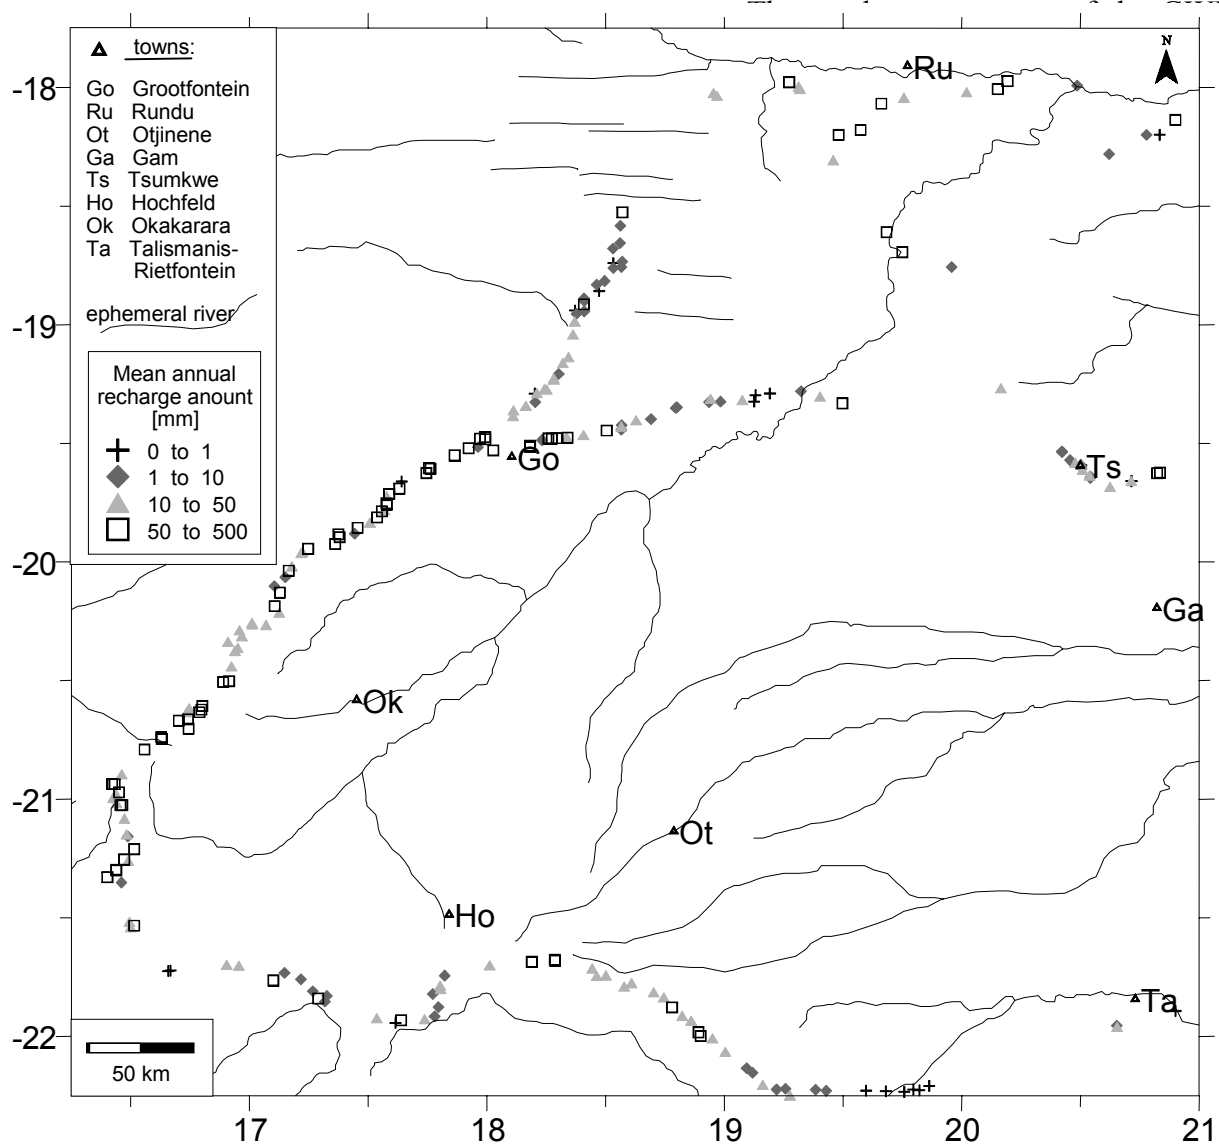 N
towns:
Go Grootfontein
Ru Rundu
Ot Otjinene
Ga Gam
Ts Tsumkwe
Ho Hochfeld
Ok Okakarara
Ta Talismanis-
Rietfontein
ephemeral river
Mean annual
recharge amount
[mm]
0 to 1
1 to 10
10 to 50
50 to 500
50 km
Ru
Go
Ts
Ga
Ok
Ot
Ho
Ta
-18
-19
-20
-21
-22
17
18
19
20
21